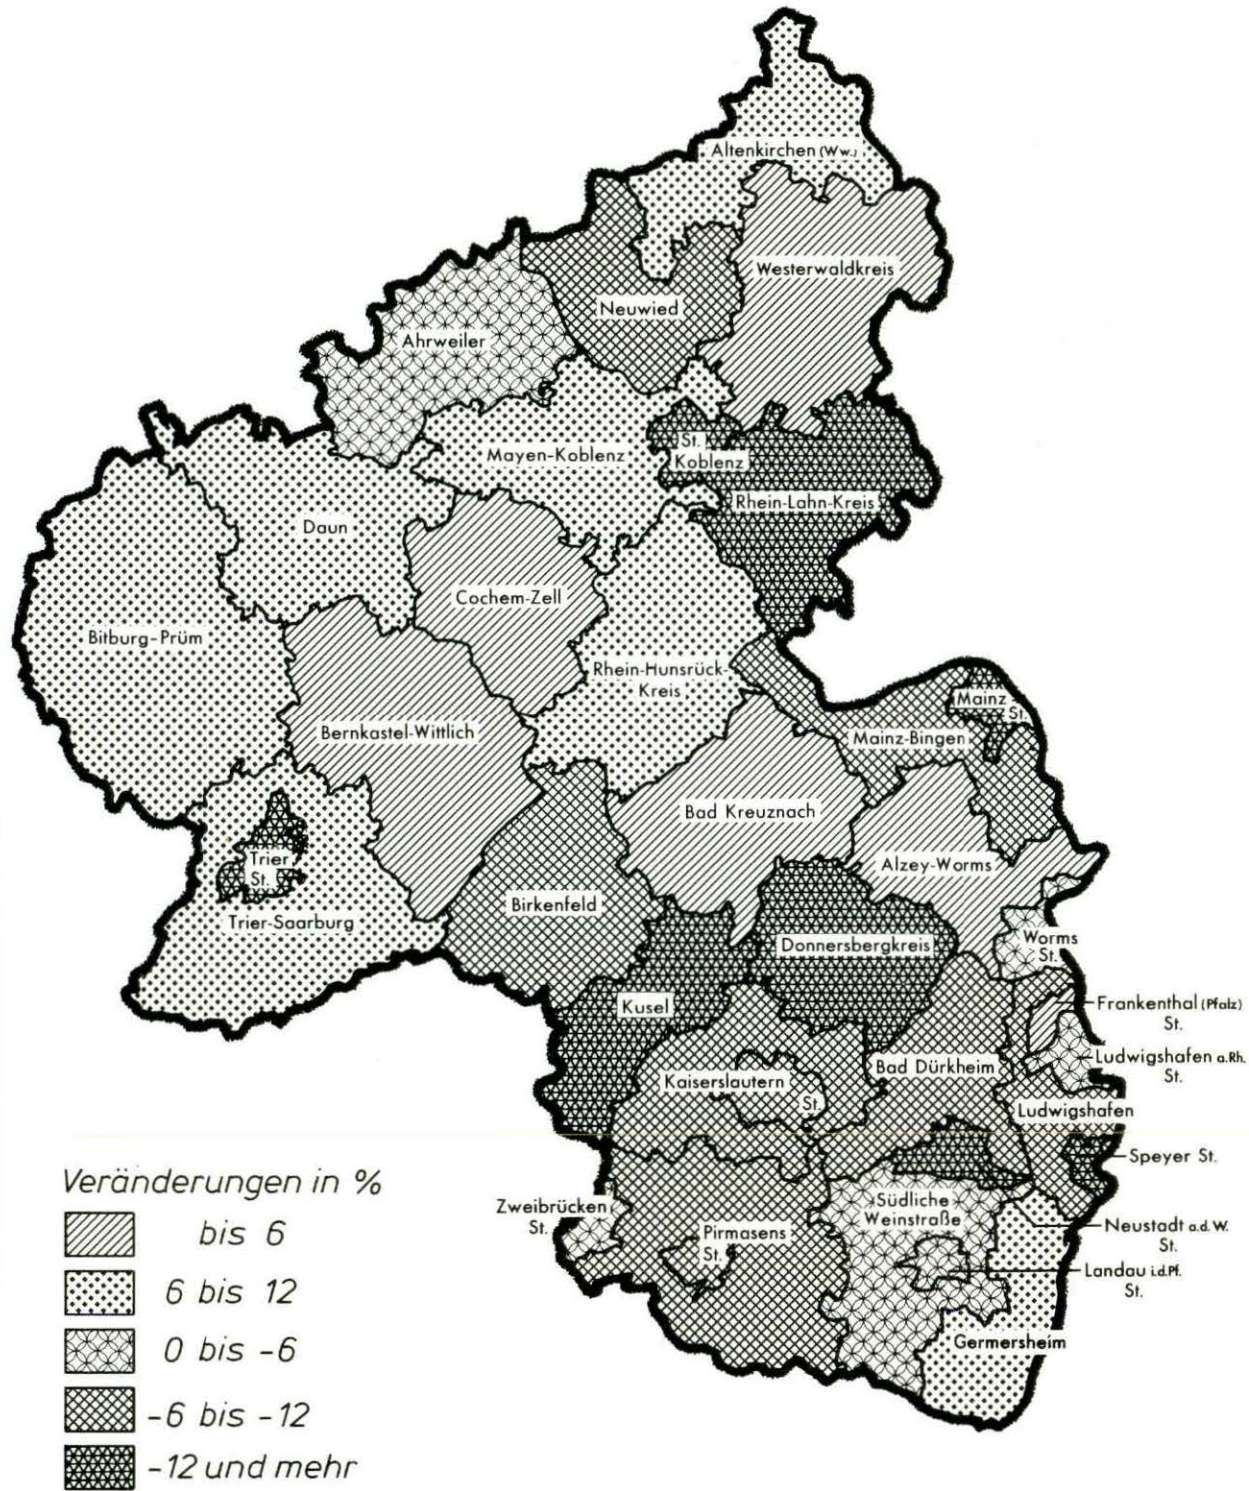 Altenkirchen (Ww.)
Westerwaldkreis
Neuwied
Ahrweiler
St.
Koblenz
Mayen-Koblenz
Rhein-Lahn-Kreis
Daun
Cochem-Zell
Bitburg-Prüm
Rhein-Hunsrück-
Kreis
Mainz
St.
Bernkastel-Wittlich
Mainz-Bingen
Bad Kreuznach
Trier
St.
Alzey-Worms
Birkenfeld
Trier-Saarburg
Donnersbergkreis
Worms
St.
Kusel
Frankenthal (Pfalz)
St.
Ludwigshafen a.Rh.
St.
Bad Dürkheim
Kaiserslautern
St.
Ludwigshafen
Speyer St.
Zweibrücken
St.
Südliche
Weinstraße
Pirmasens
St.
Neustadt a.d.W.
St.
Landau i.d.Pf.
St.
Germersheim
Veränderungen in %
bis 6
6 bis 12
0 bis -6
-6 bis -12
-12 und mehr